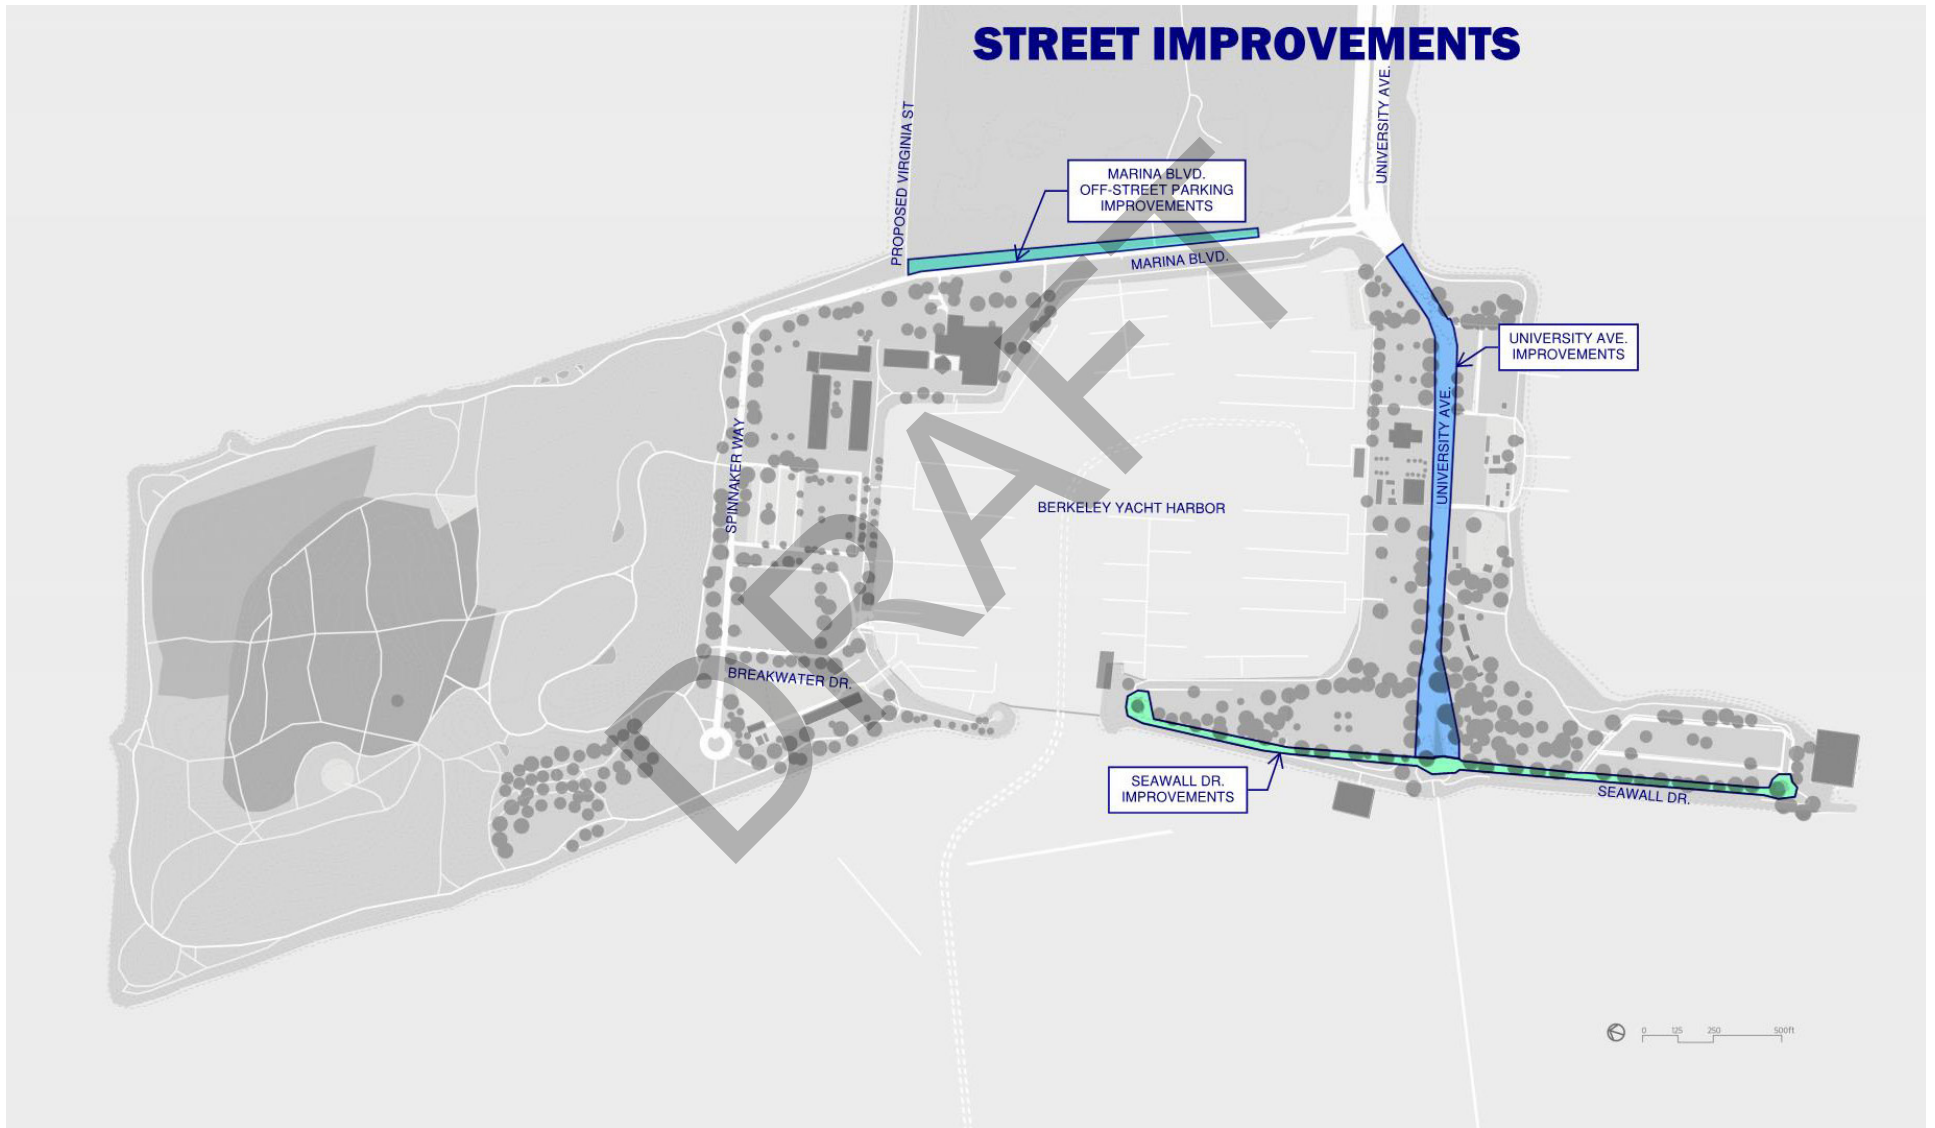 STREET IMPROVEMENTS
UNIVERSITY AVE.
PROPOSED VIRGINIA ST
MARINA BLVD.
OFF-STREET PARKING
IMPROVEMENTS
MARINA BLVD.
UNIVERSITY AVE.
IMPROVEMENTS
UNIVERSITY AVE.
SPINNAKER WAY
BERKELEY YACHT HARBOR
BREAKWATER DR.
SEAWALL DR.
IMPROVEMENTS
SEAWALL DR.
DRAFT
0 125 250 500ft